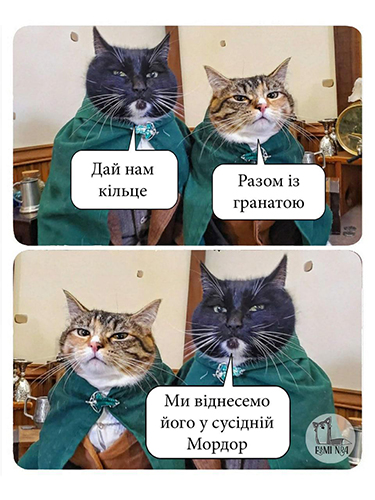 Дай нам
кільце
Разом із
гранатою
Ми віднесемо
його у сусідній
Мордор